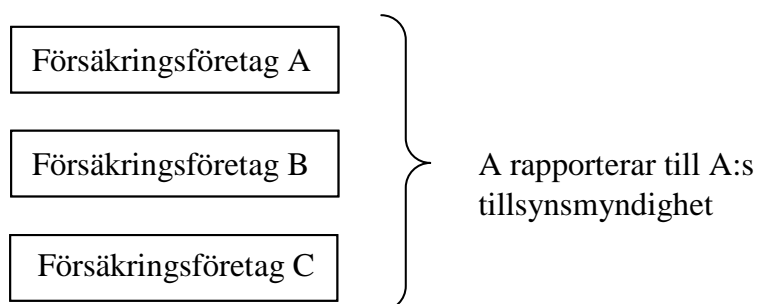 Försäkringsföretag A
Försäkringsföretag B
Försäkringsföretag C
A rapporterar till A:s
tillsynsmyndighet